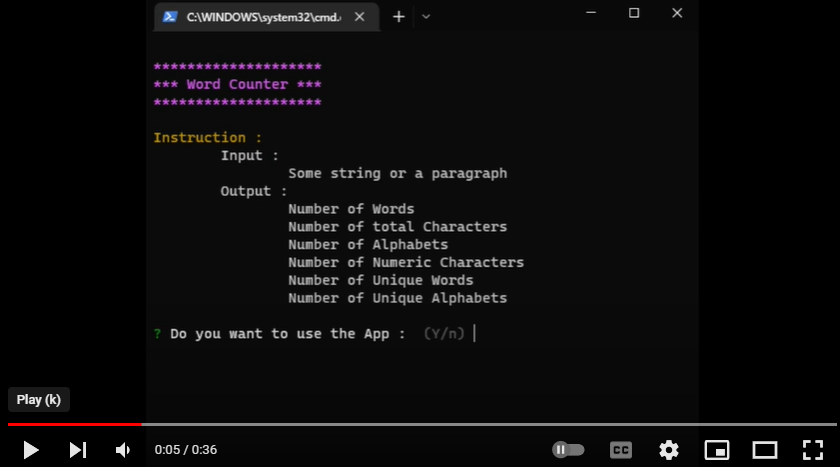 C:\WINDOWS\system32\cmd.
********************
*** Word Counter ***
********************
Instruction :
Input :
Some string or a paragraph
Output :
Number of Words
Number of total Characters
Number of Alphabets
Number of Numeric Characters
Number of Unique Words
Number of Unique Alphabets
? Do you want to use the App : (Y/n)
Play (k)
0:05 / 0:36
CC